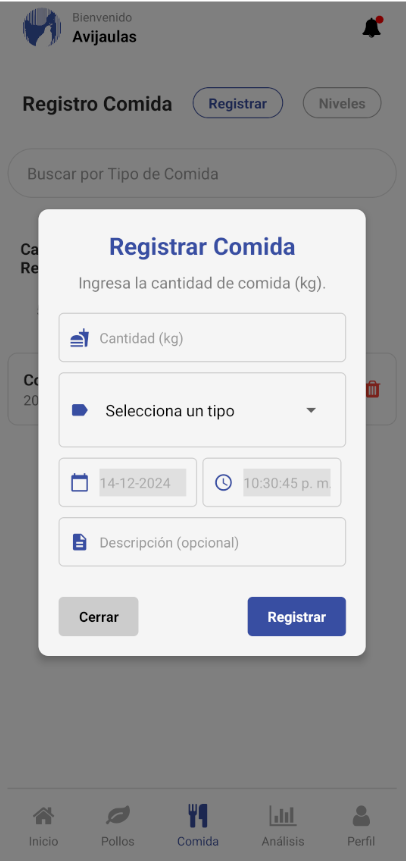 Bienvenido
Avijaulas
Registro Comida Registrar Niveles
Buscar por Tipo de Comida
Ca
Re
Registrar Comida
Ingresa la cantidad de comida (kg).
Cantidad (kg)
Co
20
Selecciona un tipo
14-12-2024 10:30:45 p. m.
Descripción (opcional)
Cerrar Registrar
Inicio Pollos Comida Análisis Perfil